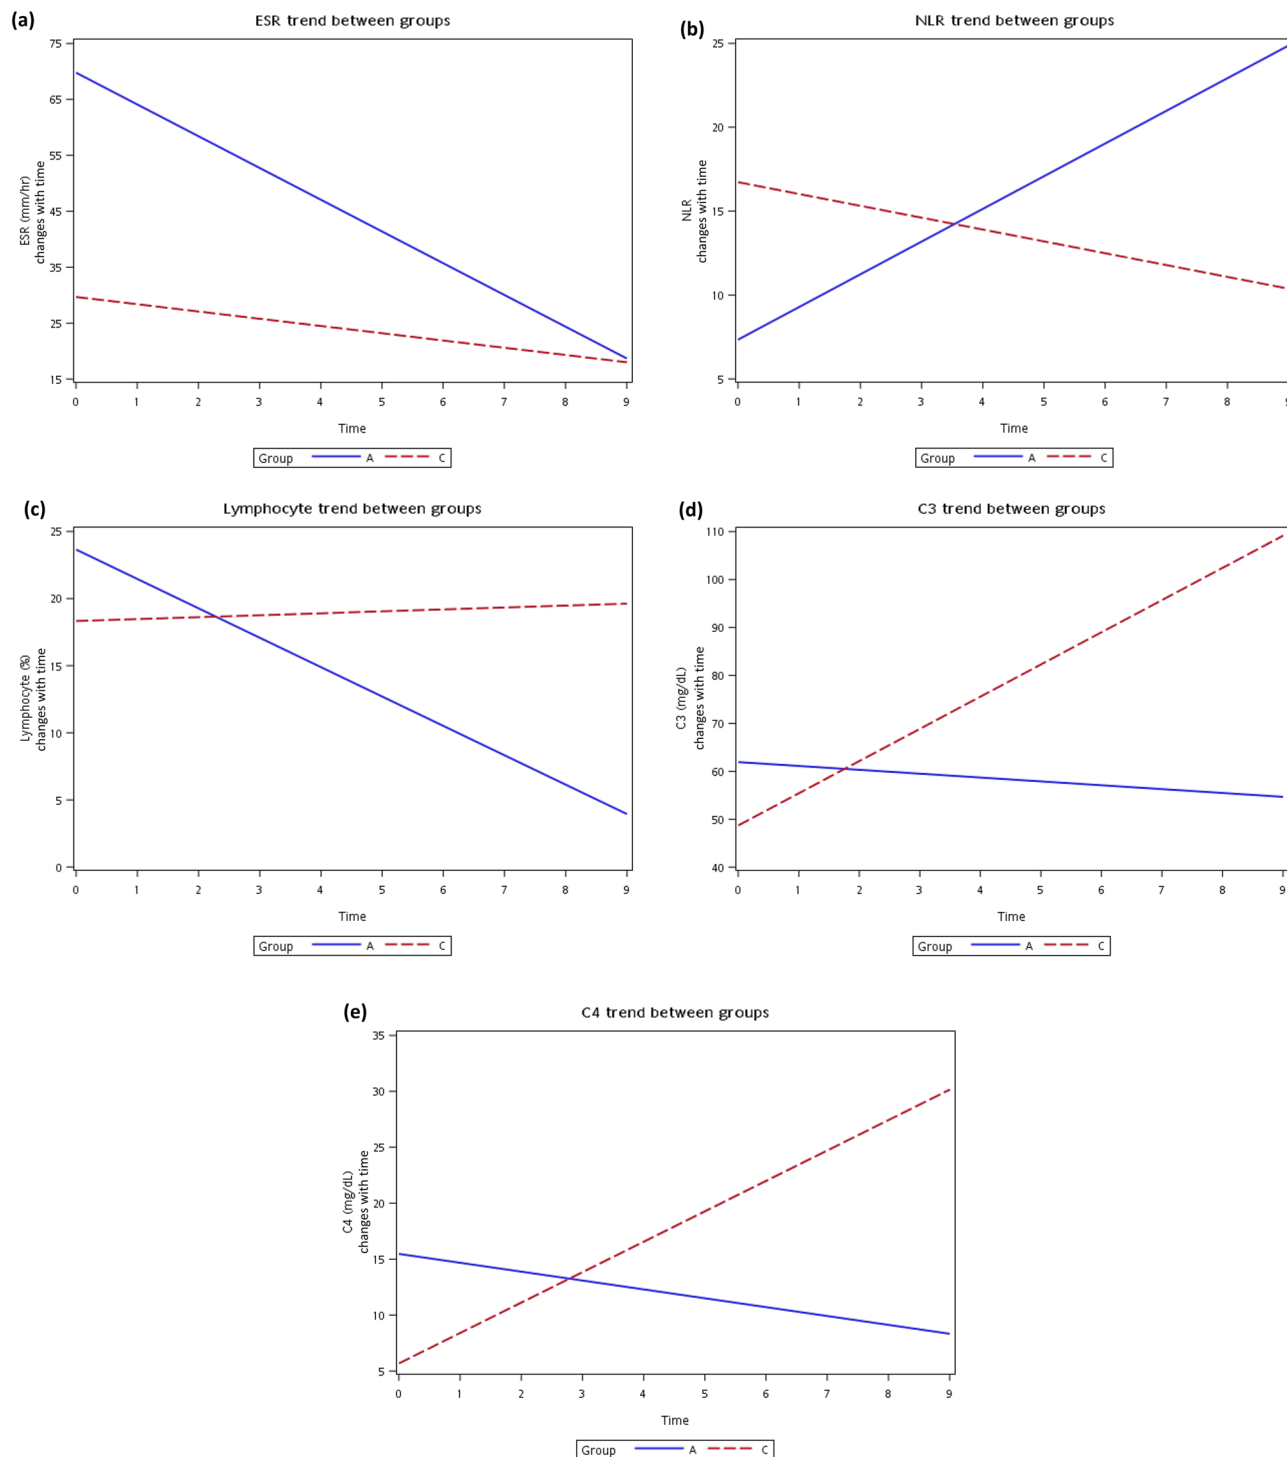 (a)
ESR trend between groups
75
65
55
45
35
25
15
ESR (mm/hr)
changes with time
0 1 2 3 4 5 6 7 8 9
Time
Group A C
(b)
NLR trend between groups
25
20
15
10
5
NLR
changes with time
0 1 2 3 4 5 6 7 8 9
Time
Group A C
(c)
Lymphocyte trend between groups
25
20
15
10
5
0
Lymphocyte (%)
changes with time
0 1 2 3 4 5 6 7 8 9
Time
Group A C
(d)
C3 trend between groups
110
100
90
80
70
60
50
40
C3 (mg/dL)
changes with time
0 1 2 3 4 5 6 7 8 9
Time
Group A C
(e)
C4 trend between groups
35
30
25
20
15
10
5
C4 (mg/dL)
changes with time
0 1 2 3 4 5 6 7 8 9
Time
Group A C